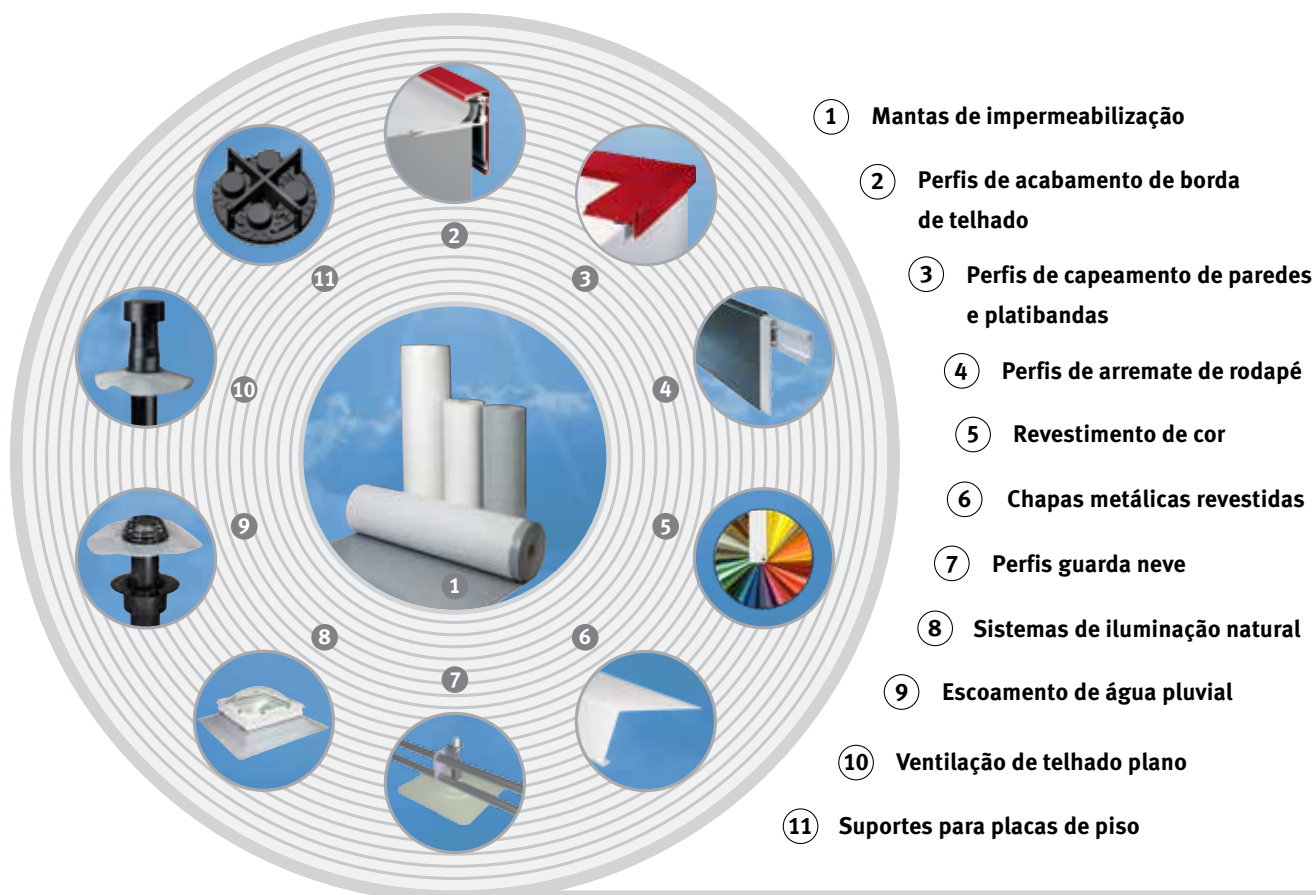 1 Mantas de impermeabilização
2 Perfis de acabamento de borda
de telhado
3 Perfis de capeamento de paredes
e platibandas
4 Perfis de arremate de rodapé
5 Revestimento de cor
6 Chapas metálicas revestidas
7 Perfis guarda neve
8 Sistemas de iluminação natural
9 Escoamento de água pluvial
10 Ventilação de telhado plano
11 Suportes para placas de piso
2
11
3
10
4
9
5
1
8
6
7